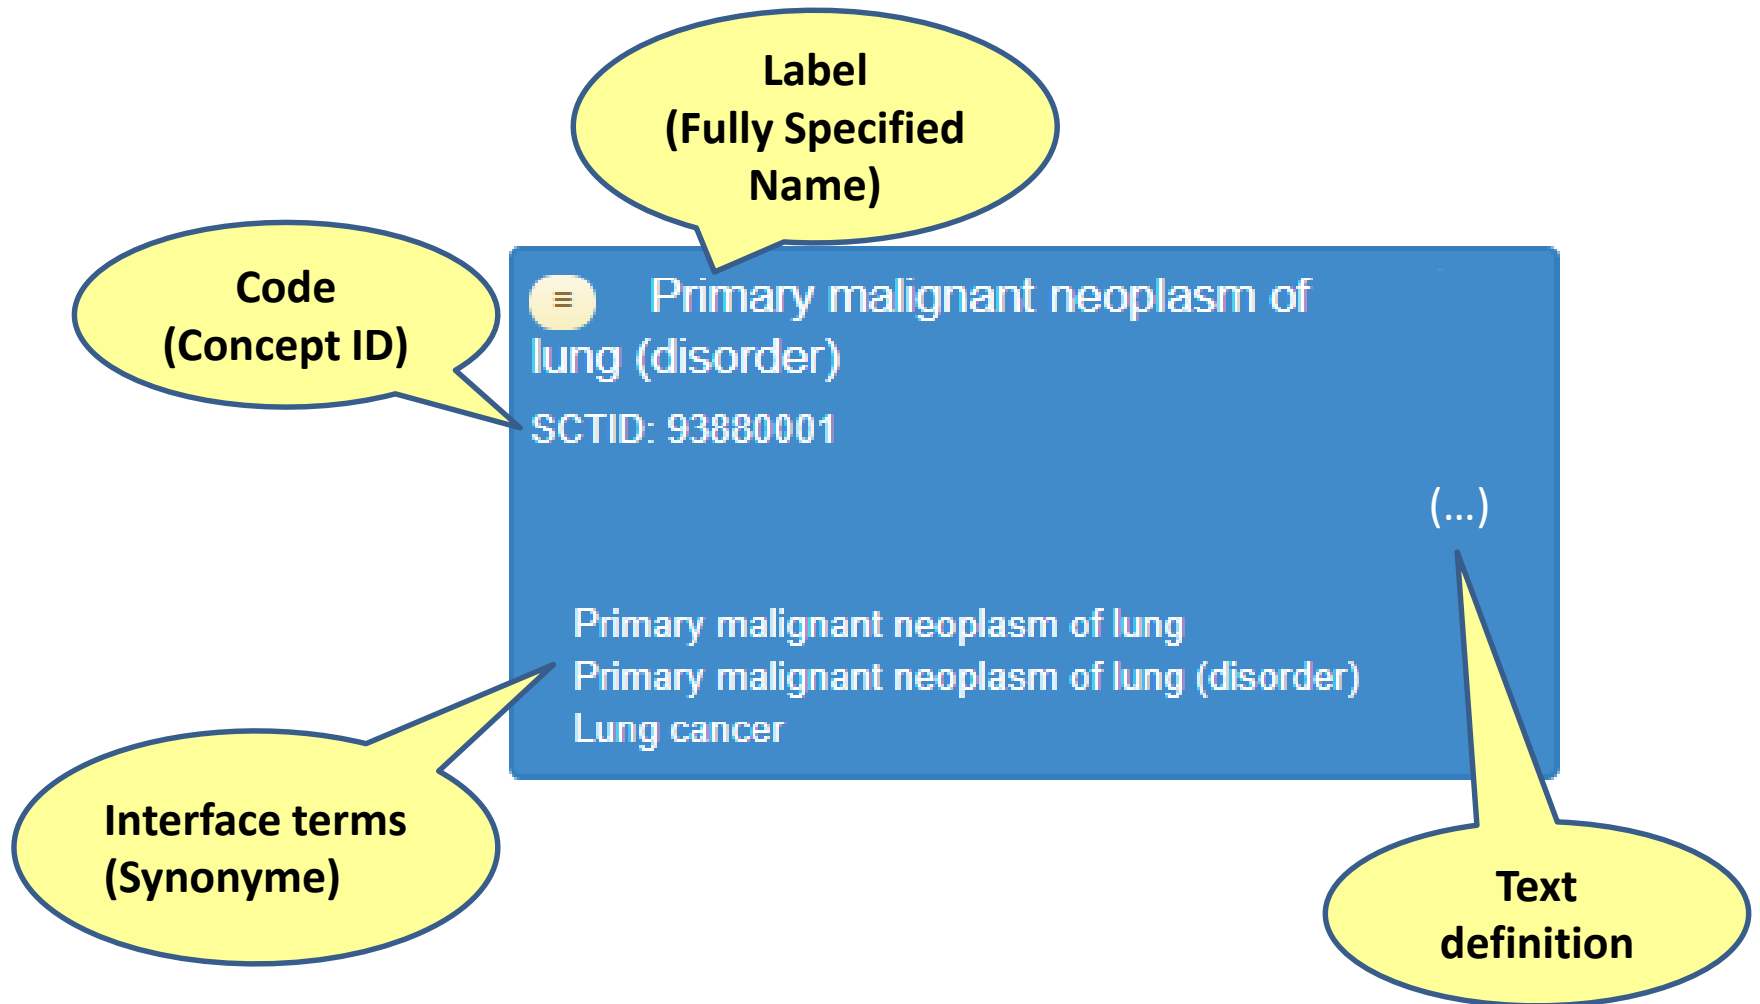 Label
(Fully Specified
Name)
Code
(Concept ID)
≡ Primary malignant neoplasm of
lung (disorder)
SCTID: 93880001
(...)
Primary malignant neoplasm of lung
Primary malignant neoplasm of lung (disorder)
Lung cancer
Interface terms
(Synonyme)
Text
definition